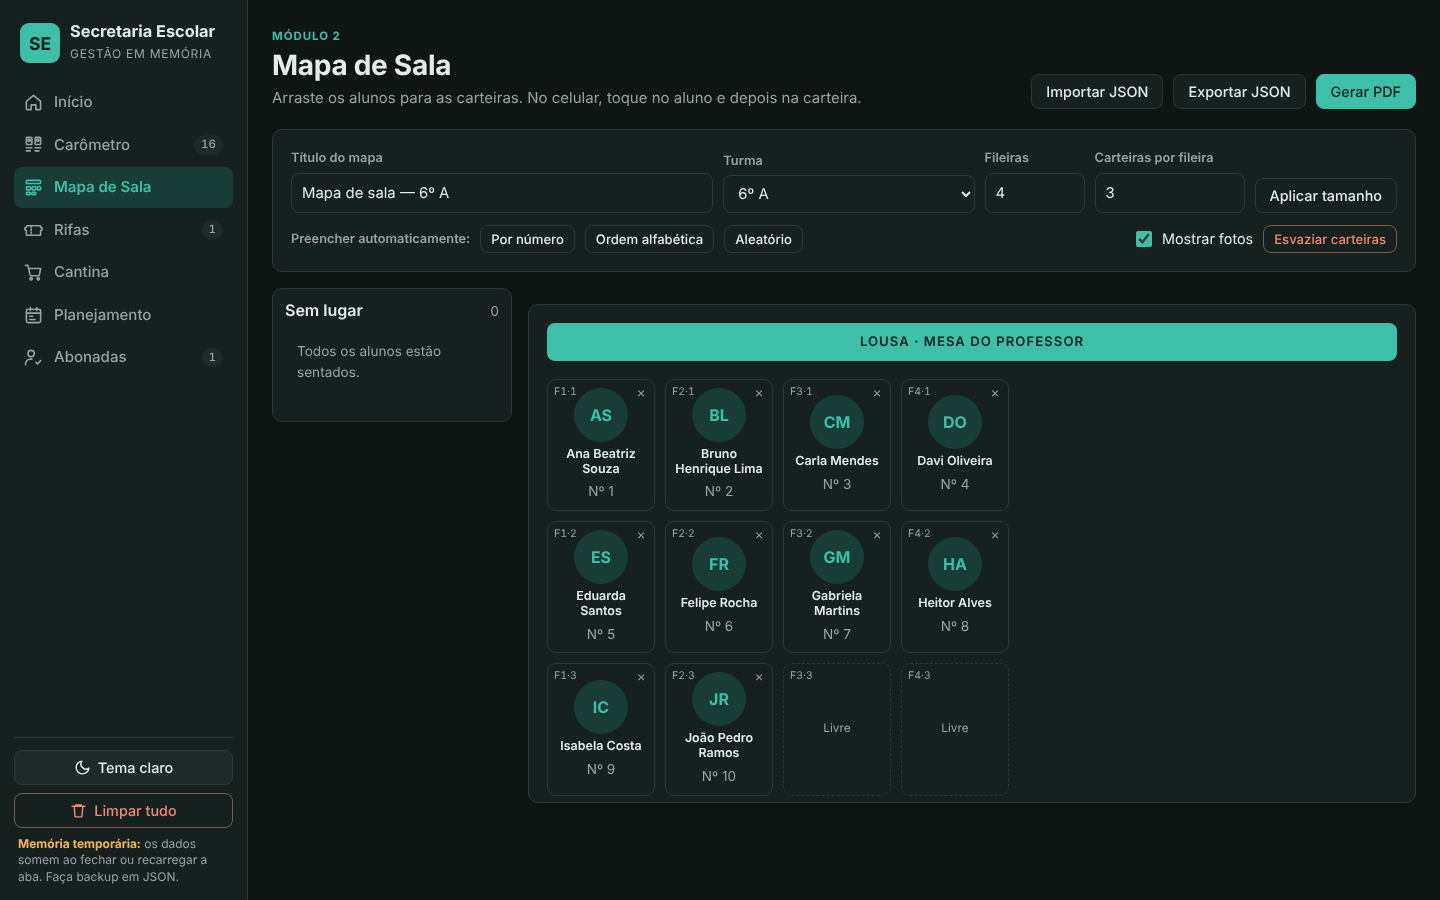 SE
Secretaria Escolar
GESTÃO EM MEMÓRIA
Início
Carômetro 16
Mapa de Sala
Rifas 1
Cantina
Planejamento
Abonadas 1
Tema claro
Limpar tudo
Memória temporária: os dados
somem ao fechar ou recarregar a
aba. Faça backup em JSON.
MÓDULO 2
Mapa de Sala
Arraste os alunos para as carteiras. No celular, toque no aluno e depois na carteira.
Importar JSON
Exportar JSON
Gerar PDF
Título do mapa
Mapa de sala — 6º A
Turma
6º A
Fileiras
4
Carteiras por fileira
3
Aplicar tamanho
Preencher automaticamente:
Por número
Ordem alfabética
Aleatório
Mostrar fotos
Esvaziar carteiras
Sem lugar 0
Todos os alunos estão
sentados.
LOUSA · MESA DO PROFESSOR
F1·1 ×
AS
Ana Beatriz
Souza
Nº 1
F2·1 ×
BL
Bruno
Henrique Lima
Nº 2
F3·1 ×
CM
Carla Mendes
Nº 3
F4·1 ×
DO
Davi Oliveira
Nº 4
F1·2 ×
ES
Eduarda
Santos
Nº 5
F2·2 ×
FR
Felipe Rocha
Nº 6
F3·2 ×
GM
Gabriela
Martins
Nº 7
F4·2 ×
HA
Heitor Alves
Nº 8
F1·3 ×
IC
Isabela Costa
Nº 9
F2·3 ×
JR
João Pedro
Ramos
Nº 10
F3·3
Livre
F4·3
Livre